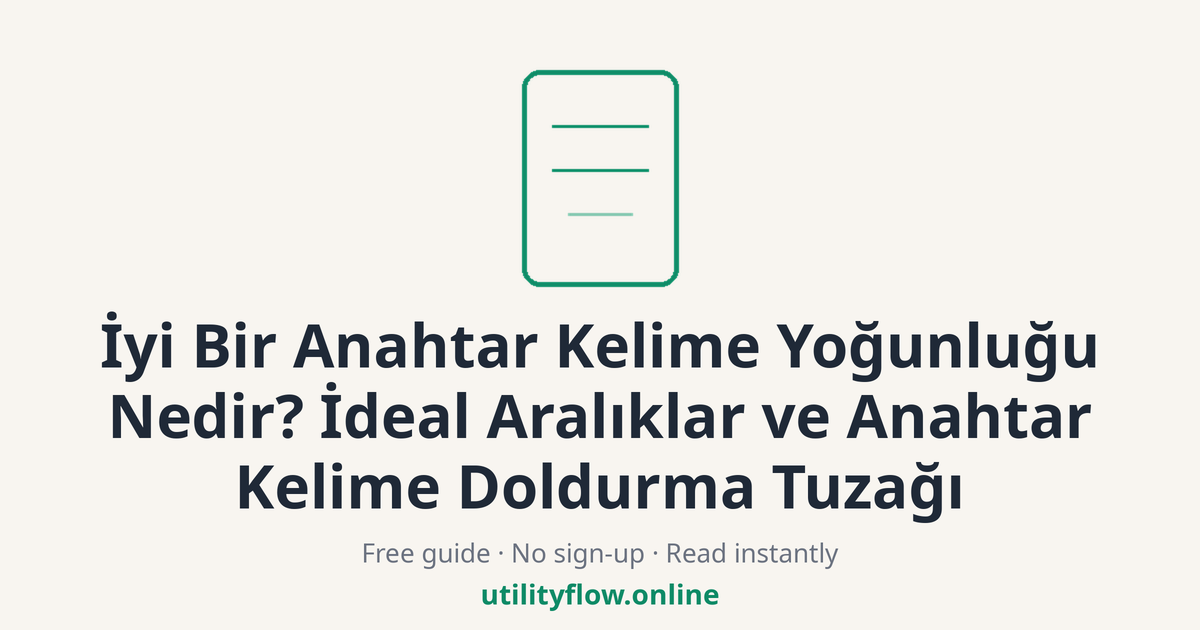 İyi Bir Anahtar Kelime Yoğunluğu
Nedir? İdeal Aralıklar ve Anahtar
Kelime Doldurma Tuzağı
Free guide · No sign-up · Read instantly
utilityflow.online